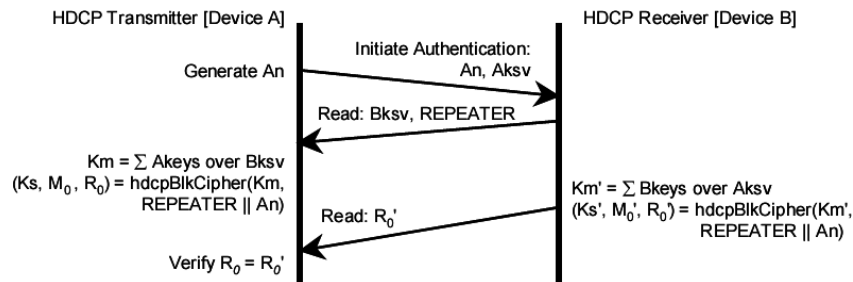 HDCP Transmitter [Device A]
HDCP Receiver [Device B]
Initiate Authentication:
An, Aksv
Generate An
Read: Bksv, REPEATER
Km = ∑ Akeys over Bksv
(Ks, M₀, R₀) = hdcpBlkCipher(Km,
REPEATER || An)
Km' = ∑ Bkeys over Aksv
(Ks', M₀', R₀') = hdcpBlkCipher(Km',
REPEATER || An)
Read: R₀'
Verify R₀ = R₀'